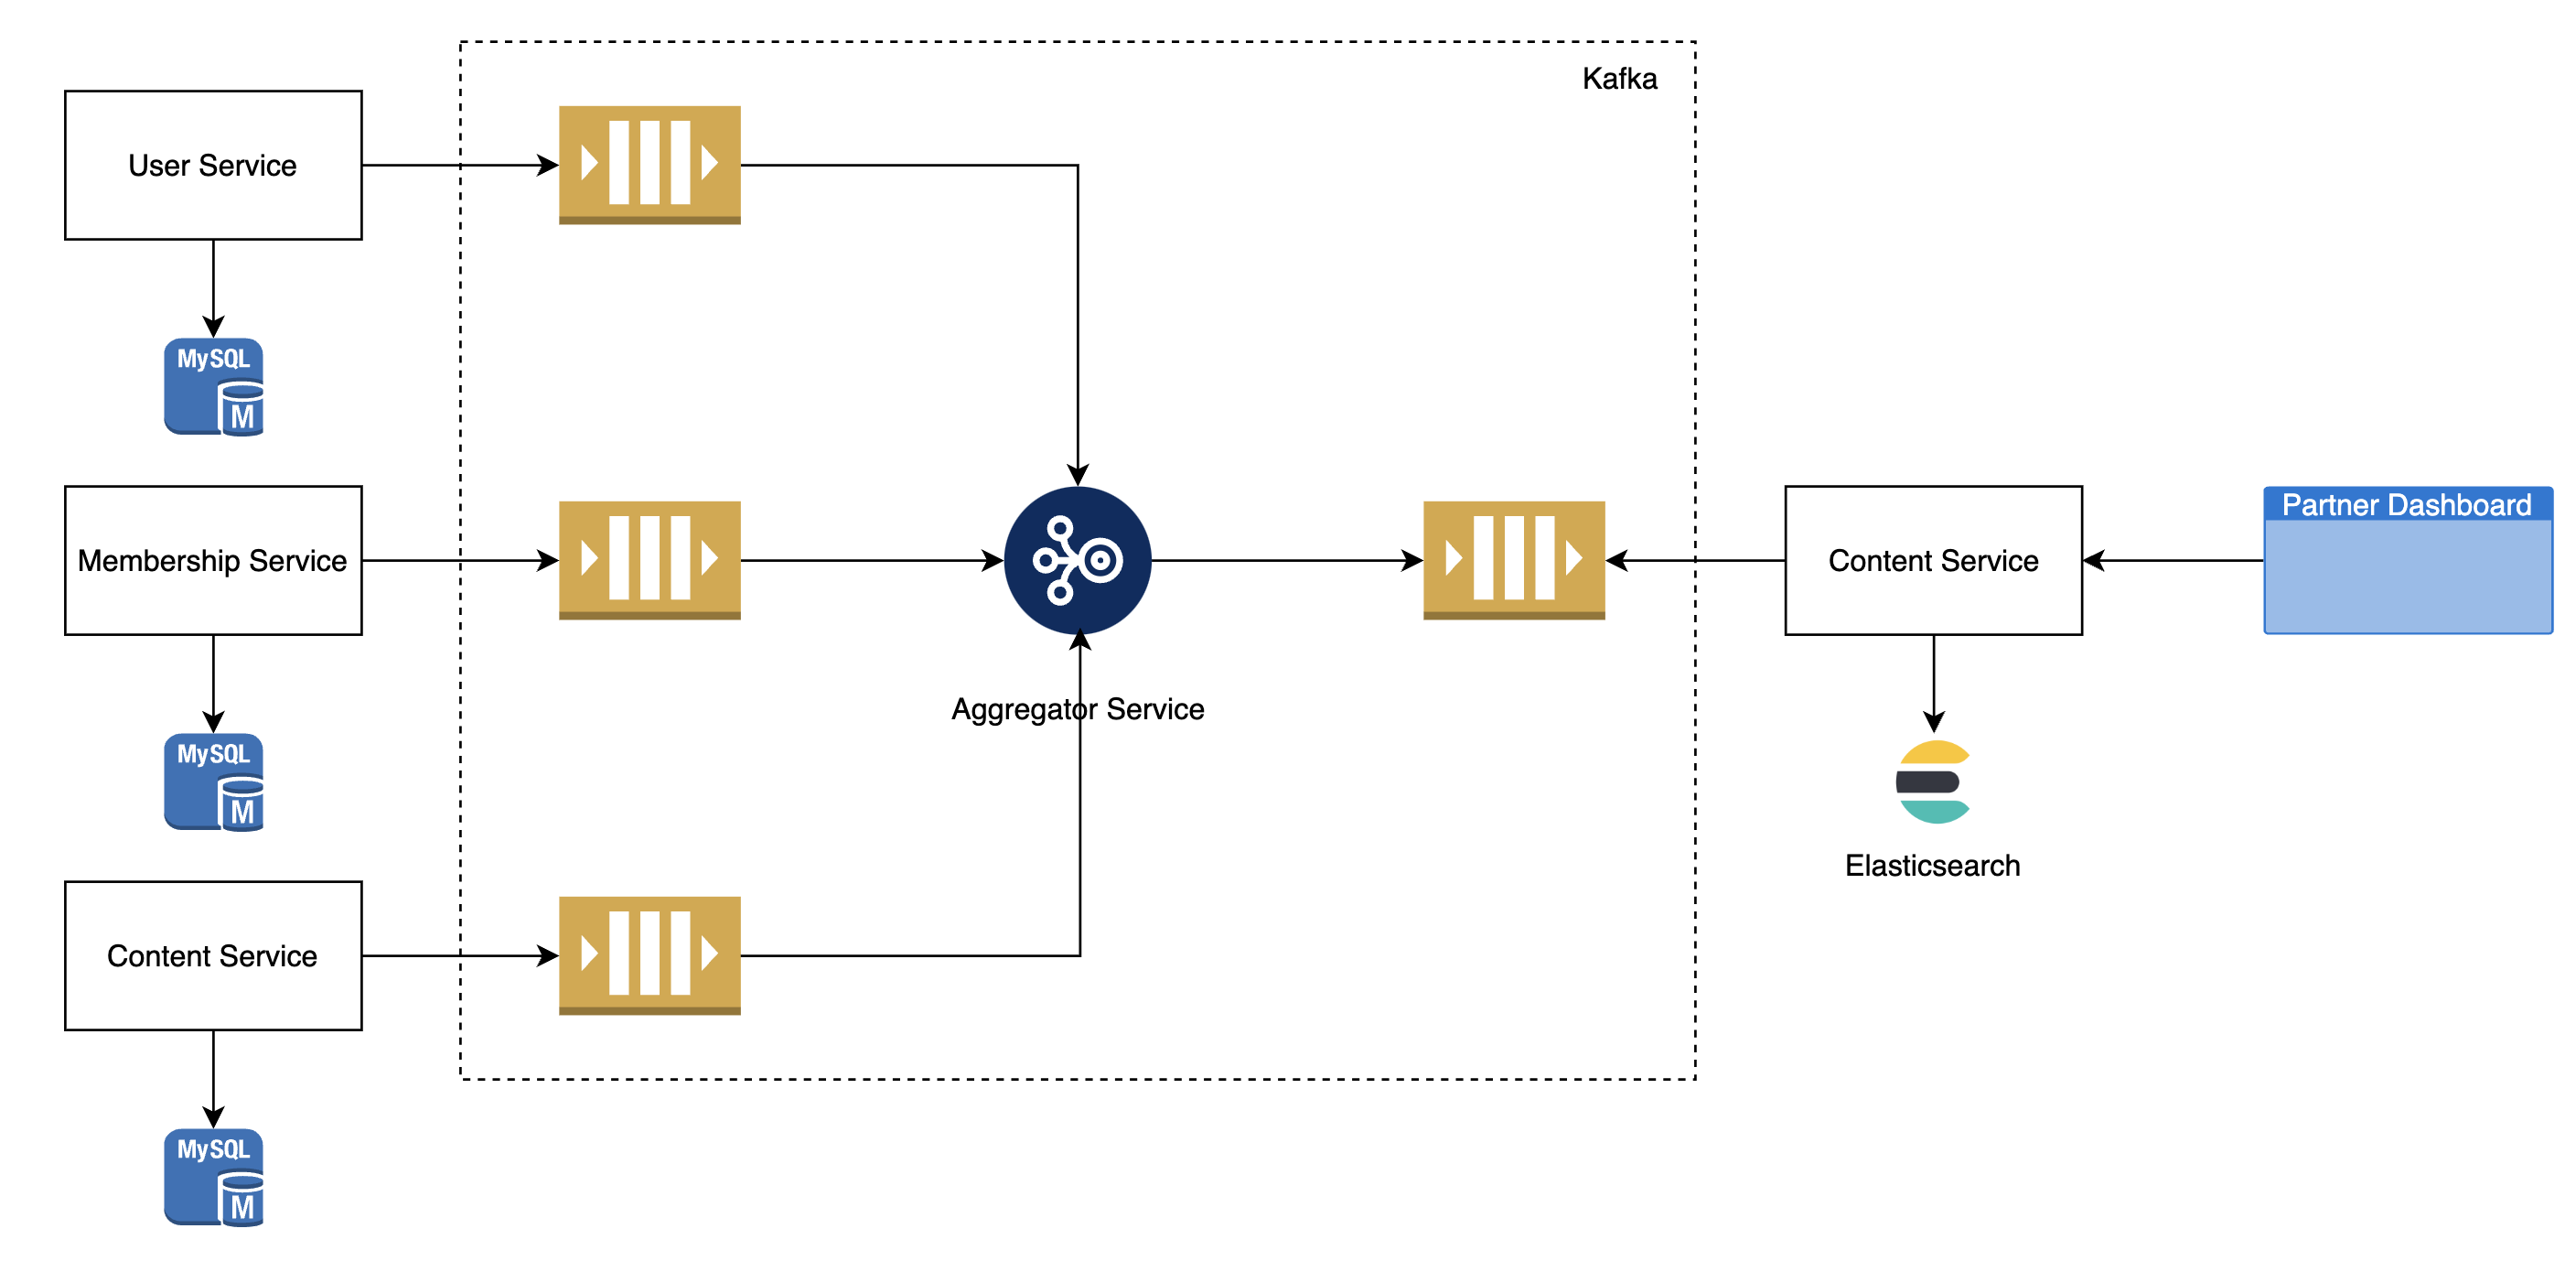 Kafka
User Service
MySQL
M
Membership Service
Content Service
Partner Dashboard
Aggregator Service
MySQL
M
Elasticsearch
Content Service
MySQL
M